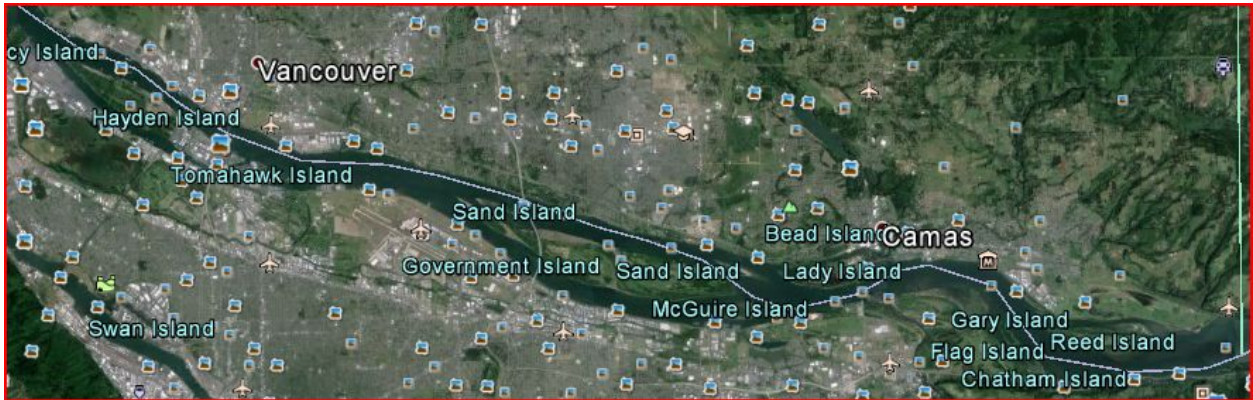 cy Island
Vancouver
Hayden Island
Tomahawk Island
Sand Island
Bead Island
Camas
Government Island
Sand Island
Lady Island
McGuire Island
Swan Island
Gary Island
Reed Island
Flag Island
Chatham Island